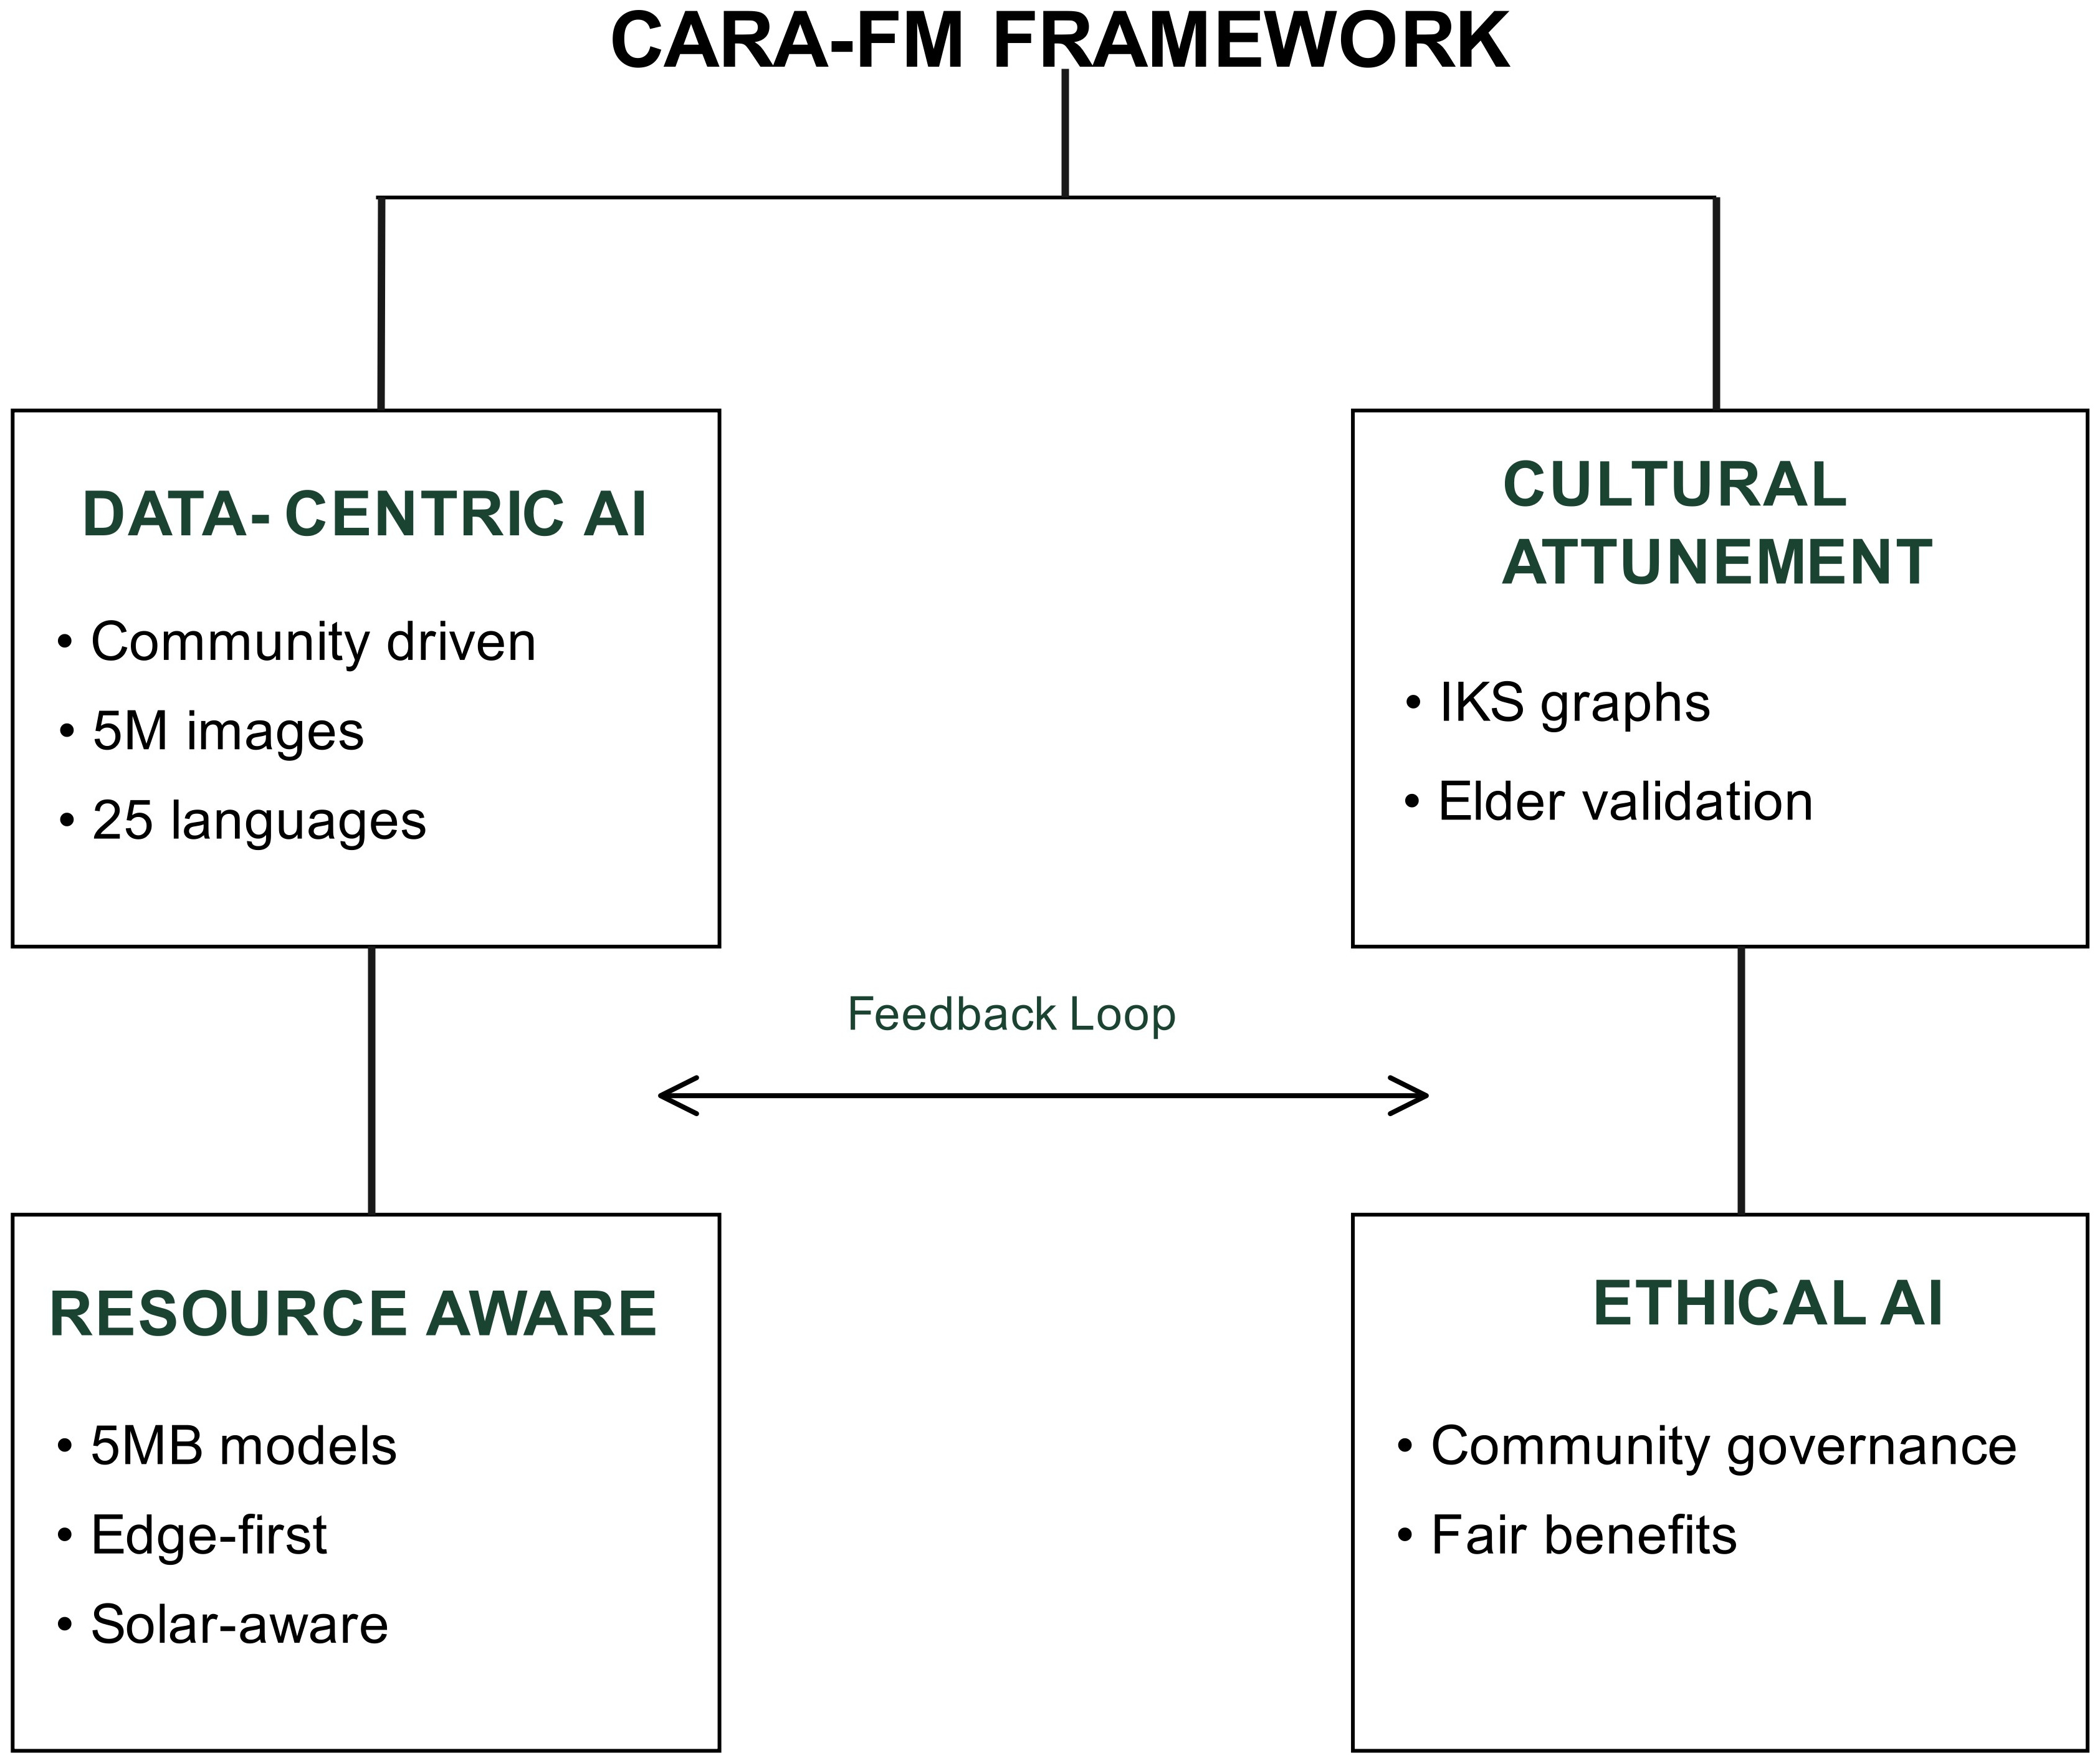 CARA-FM FRAMEWORK
DATA- CENTRIC AI
• Community driven
• 5M images
• 25 languages
CULTURAL
ATTUNEMENT
• IKS graphs
• Elder validation
Feedback Loop
RESOURCE AWARE
• 5MB models
• Edge-first
• Solar-aware
ETHICAL AI
• Community governance
• Fair benefits